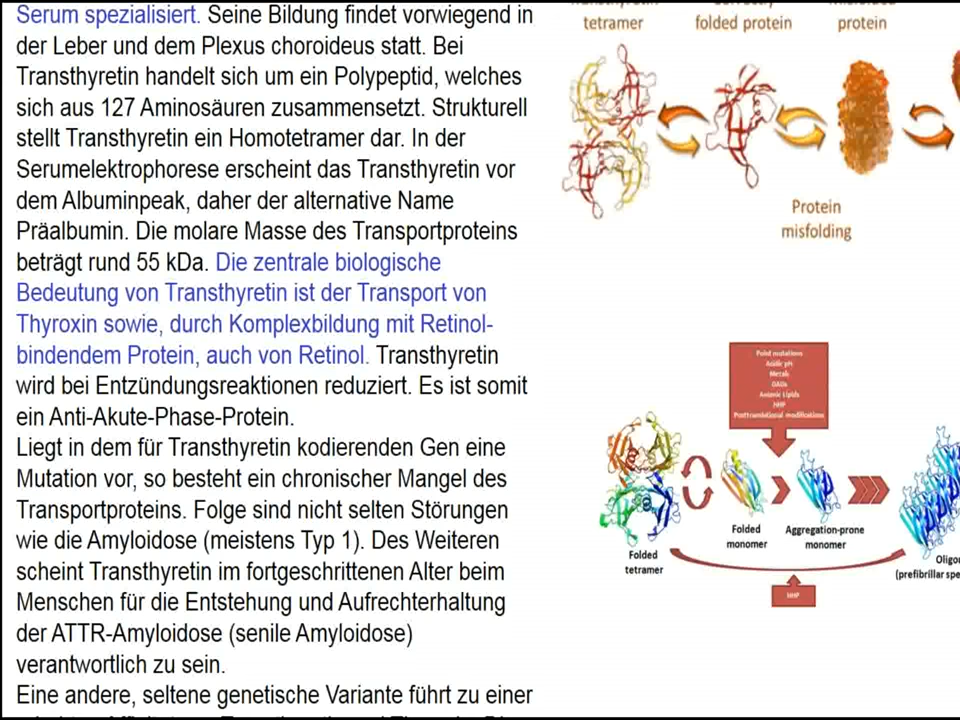 Serum spezialisiert. Seine Bildung findet vorwiegend in
der Leber und dem Plexus choroideus statt. Bei
Transthyretin handelt sich um ein Polypeptid, welches
sich aus 127 Aminosäuren zusammensetzt. Strukturell
stellt Transthyretin ein Homotetramer dar. In der
Serumelektrophorese erscheint das Transthyretin vor
dem Albuminpeak, daher der alternative Name
Präalbumin. Die molare Masse des Transportproteins
beträgt rund 55 kDa. Die zentrale biologische
Bedeutung von Transthyretin ist der Transport von
Thyroxin sowie, durch Komplexbildung mit Retinol-
bindendem Protein, auch von Retinol. Transthyretin
wird bei Entzündungsreaktionen reduziert. Es ist somit
ein Anti-Akute-Phase-Protein.
Liegt in dem für Transthyretin kodierenden Gen eine
Mutation vor, so besteht ein chronischer Mangel des
Transportproteins. Folge sind nicht selten Störungen
wie die Amyloidose (meistens Typ 1). Des Weiteren
scheint Transthyretin im fortgeschrittenen Alter beim
Menschen für die Entstehung und Aufrechterhaltung
der ATTR-Amyloidose (senile Amyloidose)
verantwortlich zu sein.
Eine andere, seltene genetische Variante führt zu einer
tetramer
folded protein
protein
Protein
misfolding
Point mutations
Acidic pH
Metals
GAGs
Anionic Lipids
HHP
Posttranslational modifications
Folded
tetramer
Folded
monomer
Aggregation-prone
monomer
Oligo
(prefibrillar spe
HHP